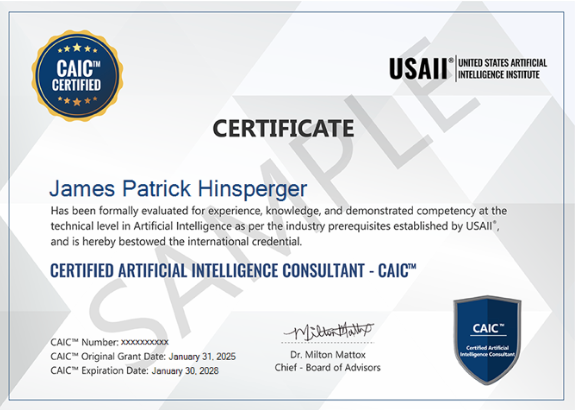 CAIC™
CERTIFIED
USAII® UNITED STATES ARTIFICIAL
INTELLIGENCE INSTITUTE
CERTIFICATE
SAMPLE
James Patrick Hinsperger
Has been formally evaluated for experience, knowledge, and demonstrated competency at the
technical level in Artificial Intelligence as per the industry prerequisites established by USAII®,
and is hereby bestowed the international credential.
CERTIFIED ARTIFICIAL INTELLIGENCE CONSULTANT - CAIC™
CAIC™ Number: xxxxxxxxxx
CAIC™ Original Grant Date: January 31, 2025
CAIC™ Expiration Date: January 30, 2028
Milton Mattox
Dr. Milton Mattox
Chief - Board of Advisors
CAIC™
Certified Artificial
Intelligence Consultant